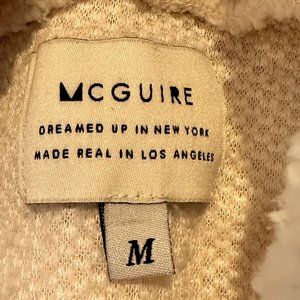 MCGUIRE
DREAMED UP IN NEW YORK
MADE REAL IN LOS ANGELES
M